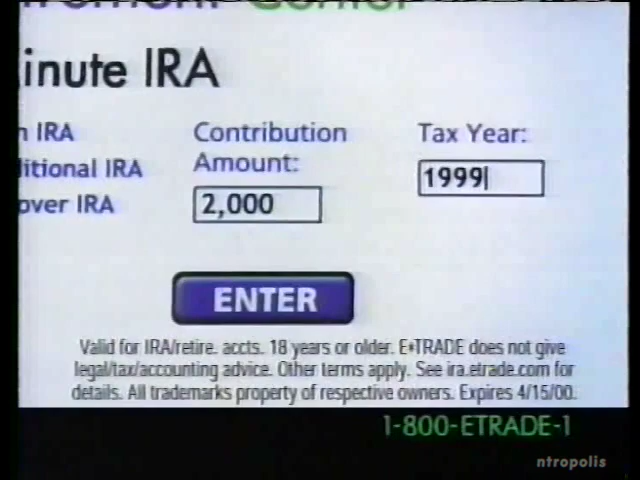 inute IRA
IRA
Contribution
Tax Year:
itional IRA
Amount:
1999
over IRA
2,000
ENTER
Valid for IRA/retire. accts. 18 years or older. E*TRADE does not give
legal/tax/accounting advice. Other terms apply. See ira.etrade.com for
details. All trademarks property of respective owners. Expires 4/15/00.
1-800-ETRADE-1
ntropolis